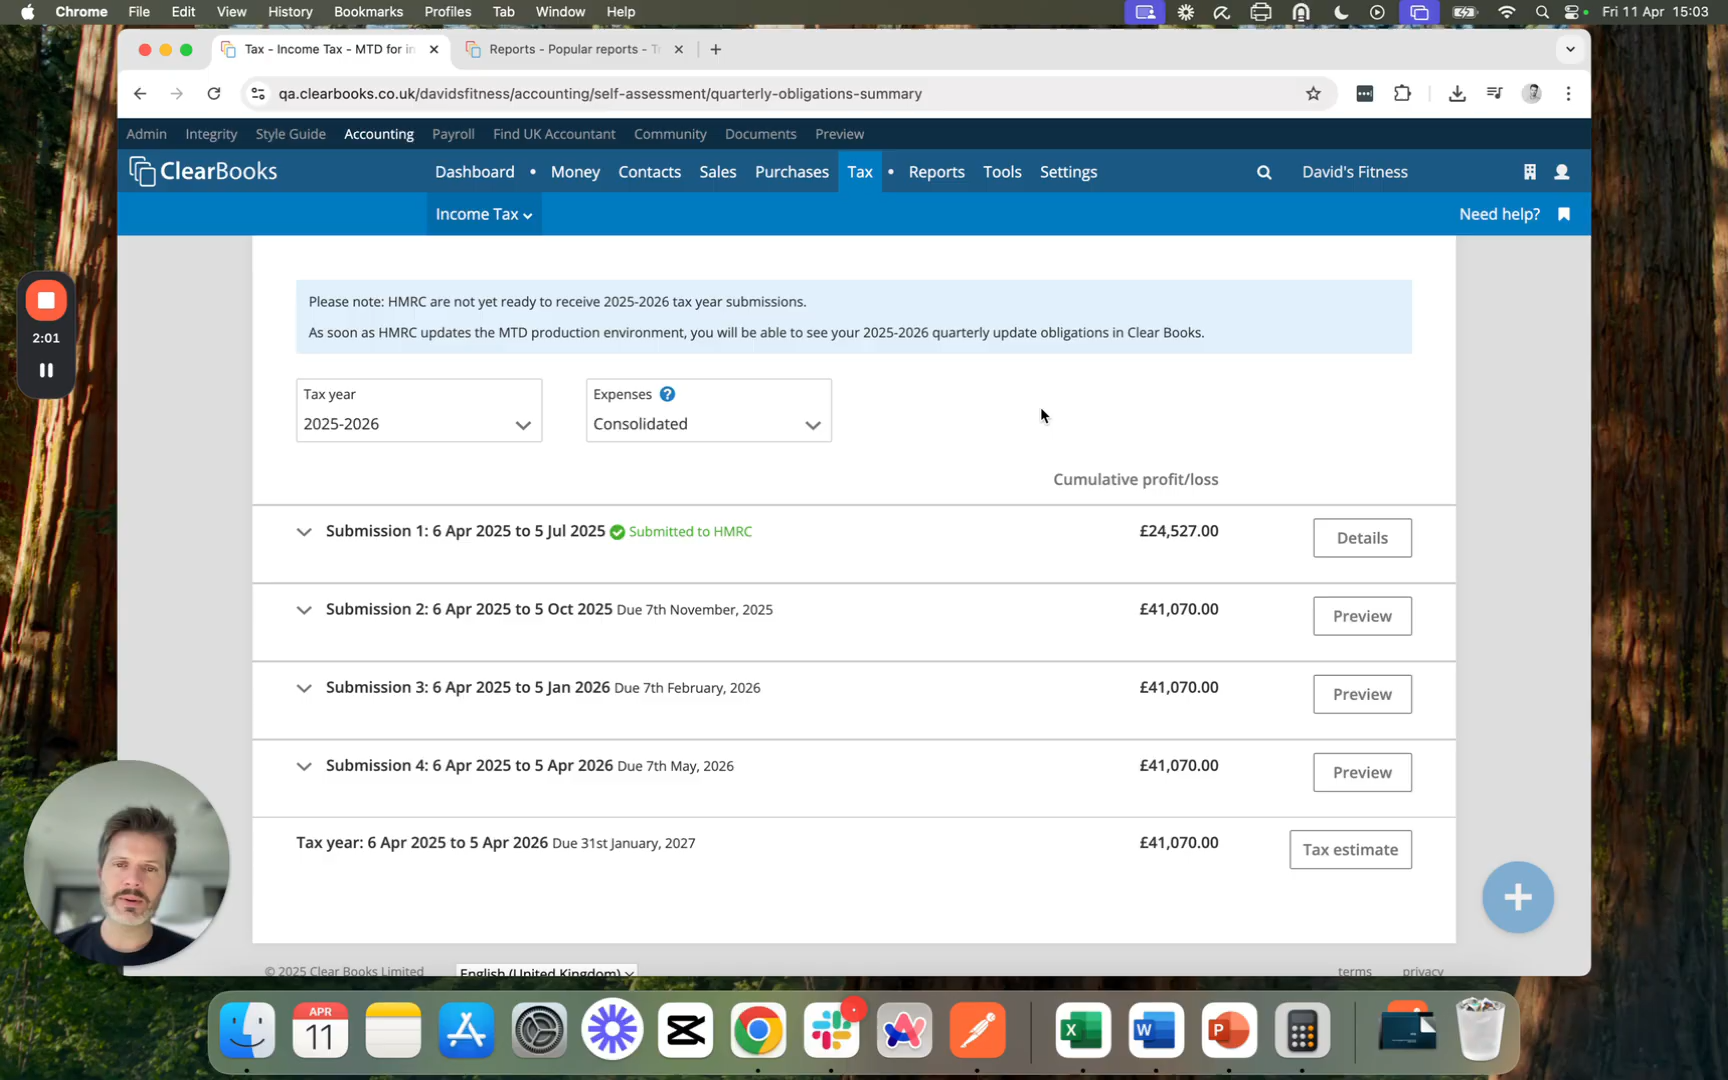 Chrome File Edit View History Bookmarks Profiles Tab Window Help Fri 11 Apr 15:03
Tax - Income Tax - MTD for in Reports - Popular reports - T
qa.clearbooks.co.uk/davidsfitness/accounting/self-assessment/quarterly-obligations-summary
Admin Integrity Style Guide Accounting Payroll Find UK Accountant Community Documents Preview
ClearBooks Dashboard • Money Contacts Sales Purchases Tax • Reports Tools Settings David's Fitness
Income Tax Need help?
Please note: HMRC are not yet ready to receive 2025-2026 tax year submissions.
As soon as HMRC updates the MTD production environment, you will be able to see your 2025-2026 quarterly update obligations in Clear Books.
2:01
Tax year Expenses ?
2025-2026 Consolidated
Cumulative profit/loss
Submission 1: 6 Apr 2025 to 5 Jul 2025 Submitted to HMRC £24,527.00 Details
Submission 2: 6 Apr 2025 to 5 Oct 2025 Due 7th November, 2025 £41,070.00 Preview
Submission 3: 6 Apr 2025 to 5 Jan 2026 Due 7th February, 2026 £41,070.00 Preview
Submission 4: 6 Apr 2025 to 5 Apr 2026 Due 7th May, 2026 £41,070.00 Preview
Tax year: 6 Apr 2025 to 5 Apr 2026 Due 31st January, 2027 £41,070.00 Tax estimate
© 2025 Clear Books Limited English (United Kingdom) terms privacy
APR
11
X W P